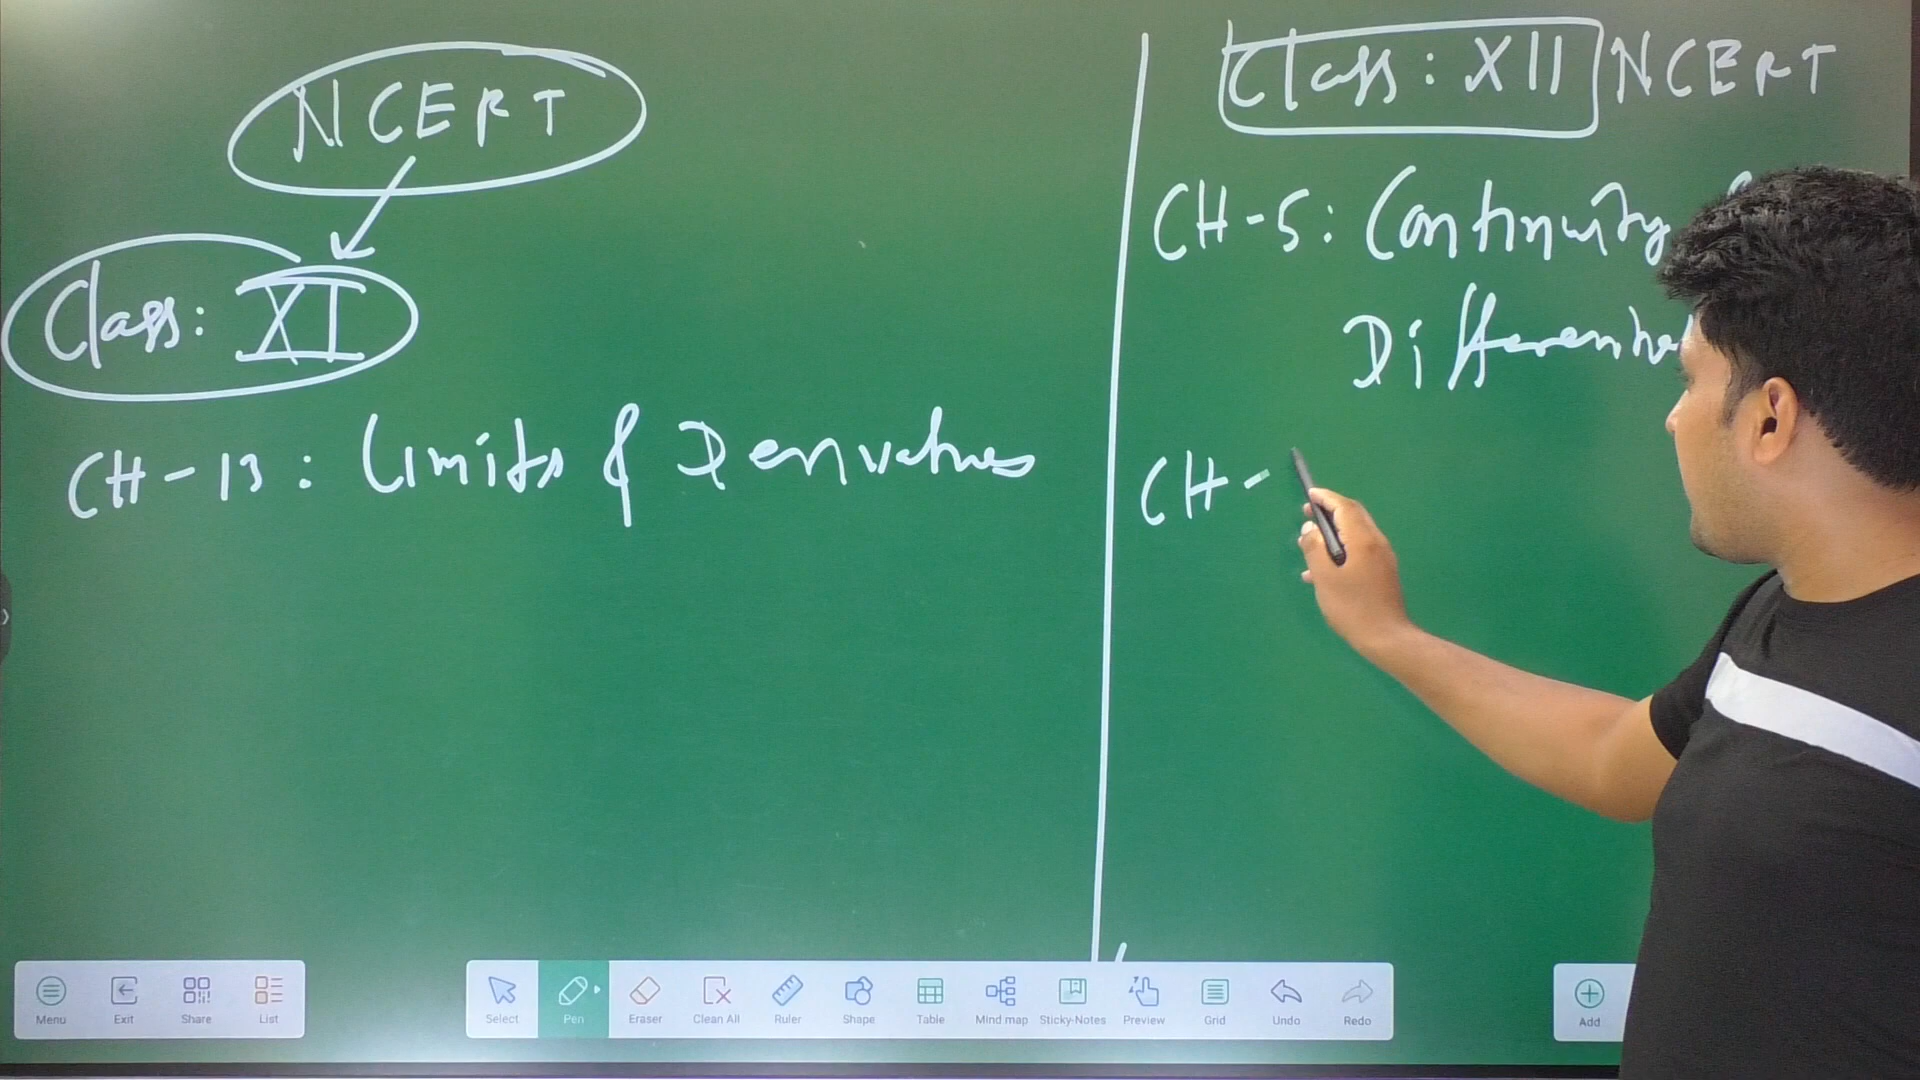 NCERT
Class: XI
CH-13: Limits & Derivatives
Class: XII NCERT
CH-5: Continuity
CH-
Menu Exit Share List
Select Pen Eraser Clean All Ruler Shape Table Mind map Sticky-Notes Preview Grid Undo Redo
Add